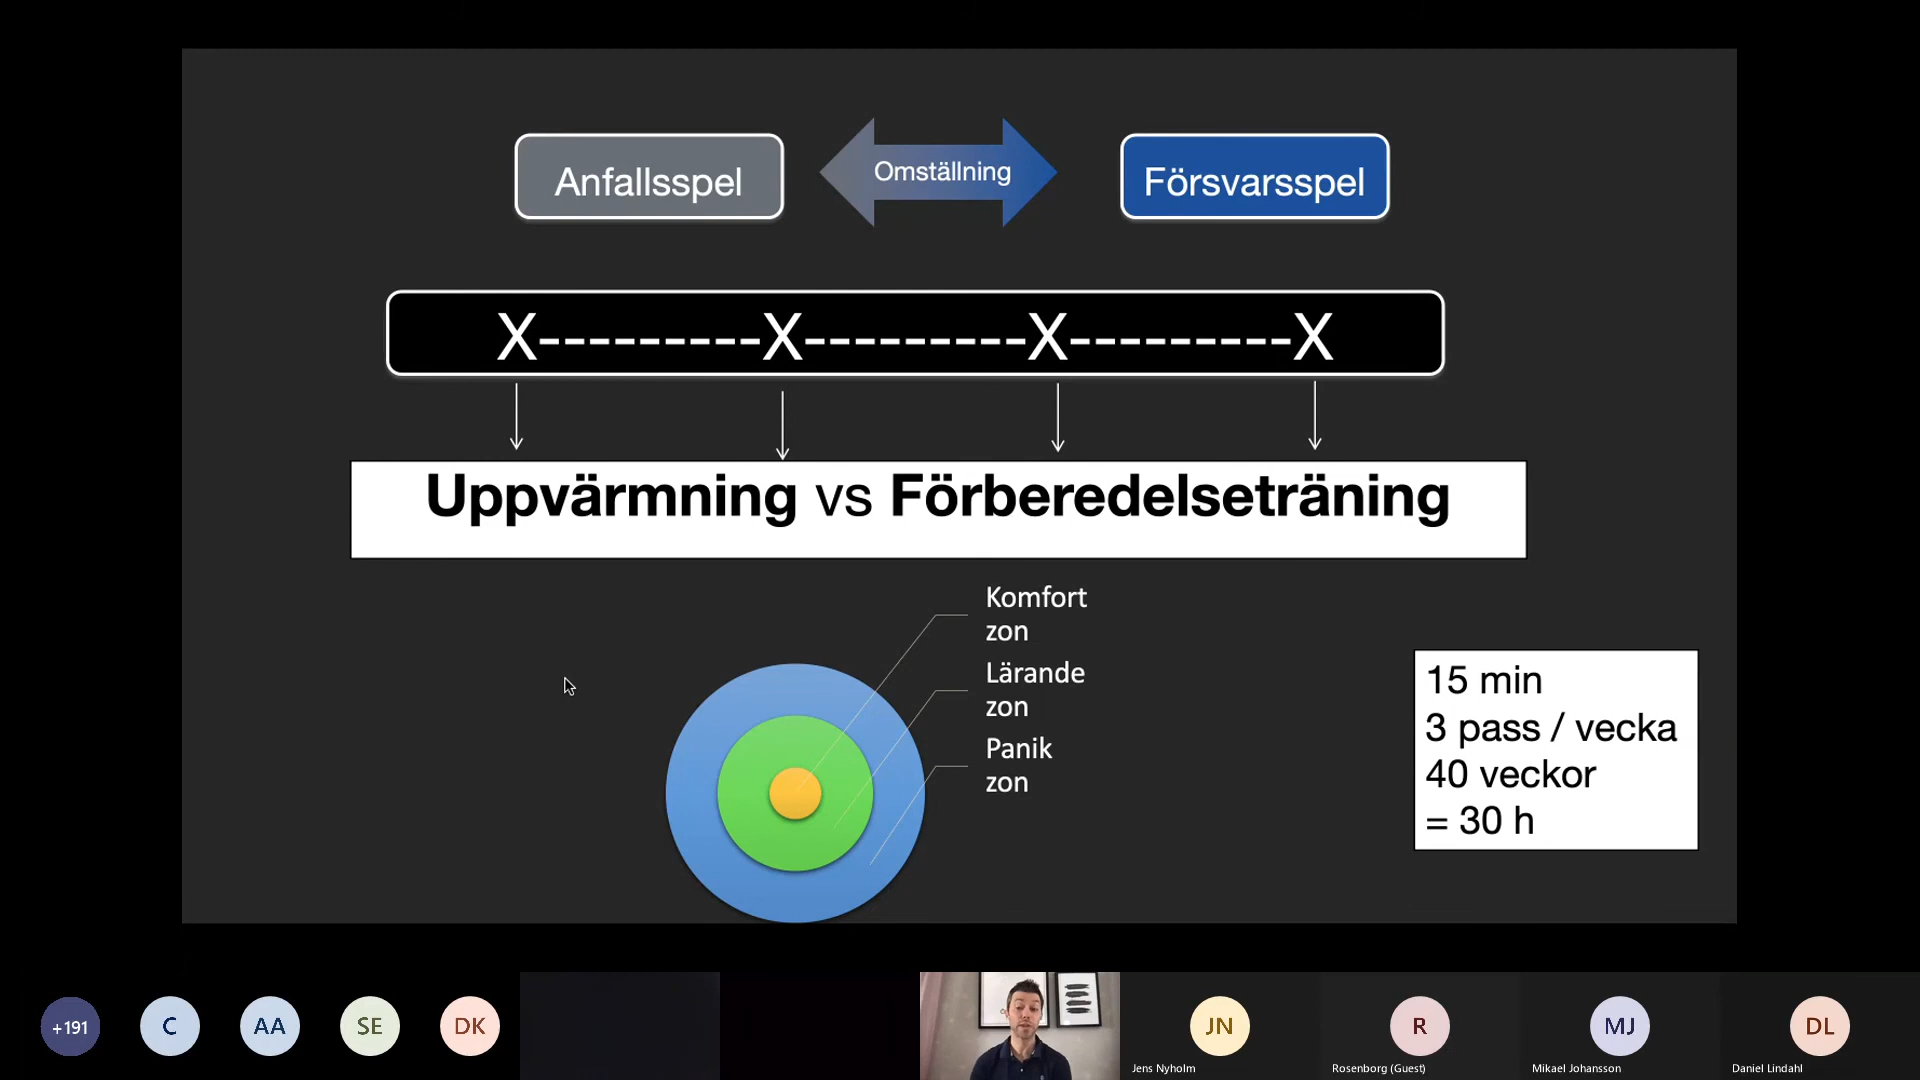 Anfallsspel
Omställning
Försvarsspel
X----------X----------X----------X
Uppvärmning vs Förberedelseträning
Komfort
zon
Lärande
zon
Panik
zon
15 min
3 pass / vecka
40 veckor
= 30 h
+191
C
AA
SE
DK
JN
R
MJ
DL
Jens Nyholm
Rosenborg (Guest)
Mikael Johansson
Daniel Lindahl